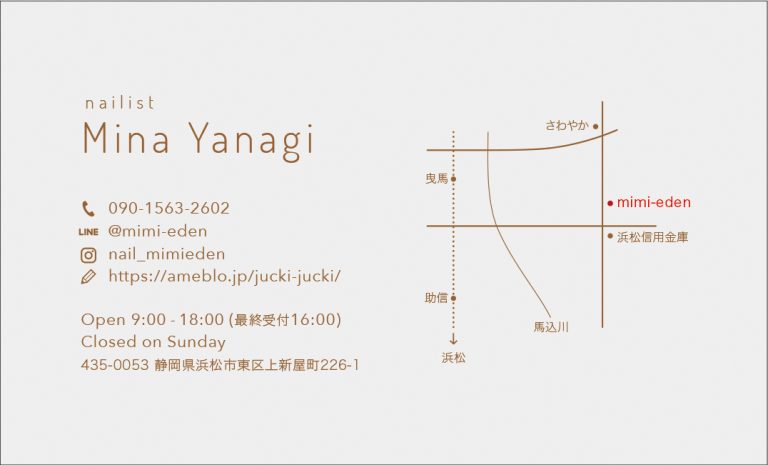 nailist
Mina Yanagi
090-1563-2602
LINE @mimi-eden
nail_mimieden
https://ameblo.jp/jucki-jucki/
Open 9:00 - 18:00 (最終受付16:00)
Closed on Sunday
435-0053 静岡県浜松市東区上新屋町226-1
さわやか
曳馬
mimi-eden
浜松信用金庫
助信
馬込川
浜松